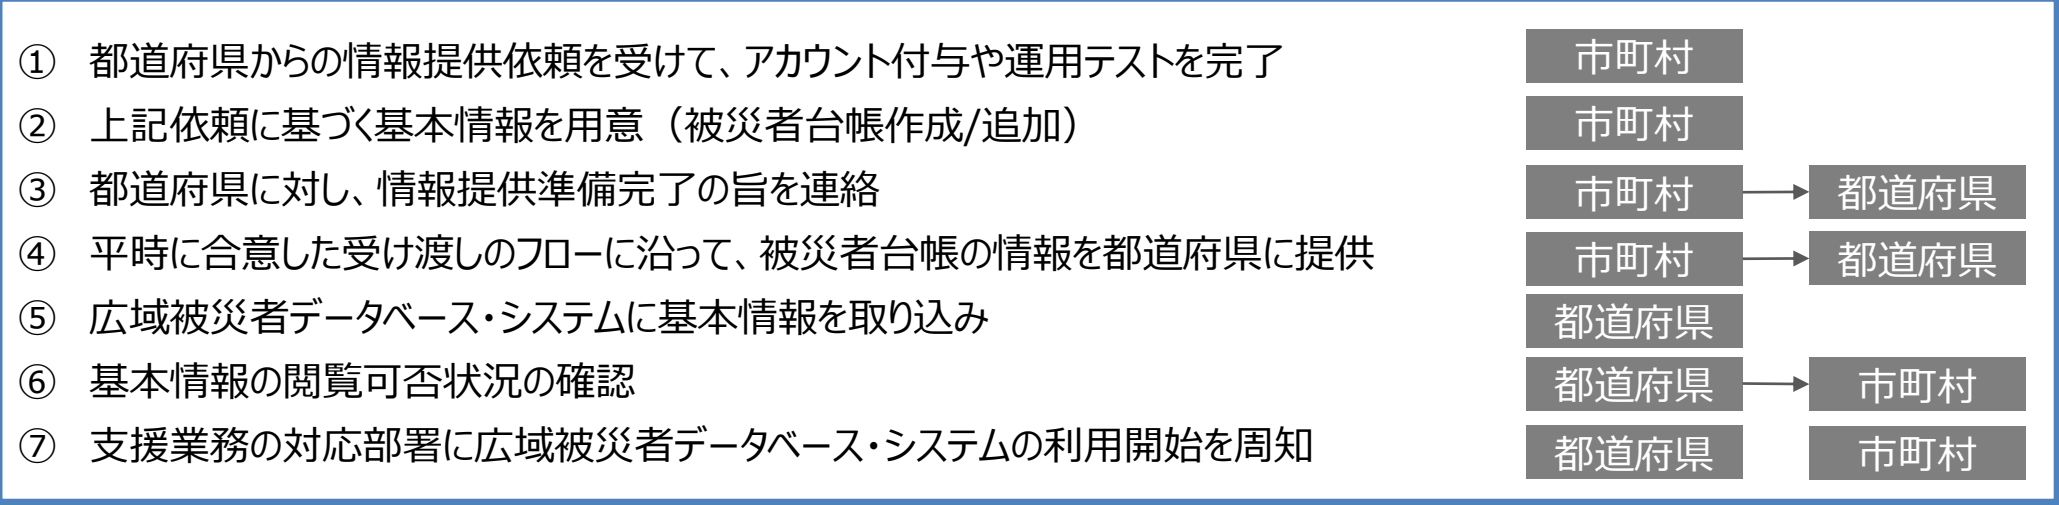 ① 都道府県からの情報提供依頼を受けて、アカウント付与や運用テストを完了 市町村
② 上記依頼に基づく基本情報を用意（被災者台帳作成/追加） 市町村
③ 都道府県に対し、情報提供準備完了の旨を連絡 市町村 都道府県
④ 平時に合意した受け渡しのフローに沿って、被災者台帳の情報を都道府県に提供 市町村 都道府県
⑤ 広域被災者データベース・システムに基本情報を取り込み 都道府県
⑥ 基本情報の閲覧可否状況の確認 都道府県 市町村
⑦ 支援業務の対応部署に広域被災者データベース・システムの利用開始を周知 都道府県 市町村